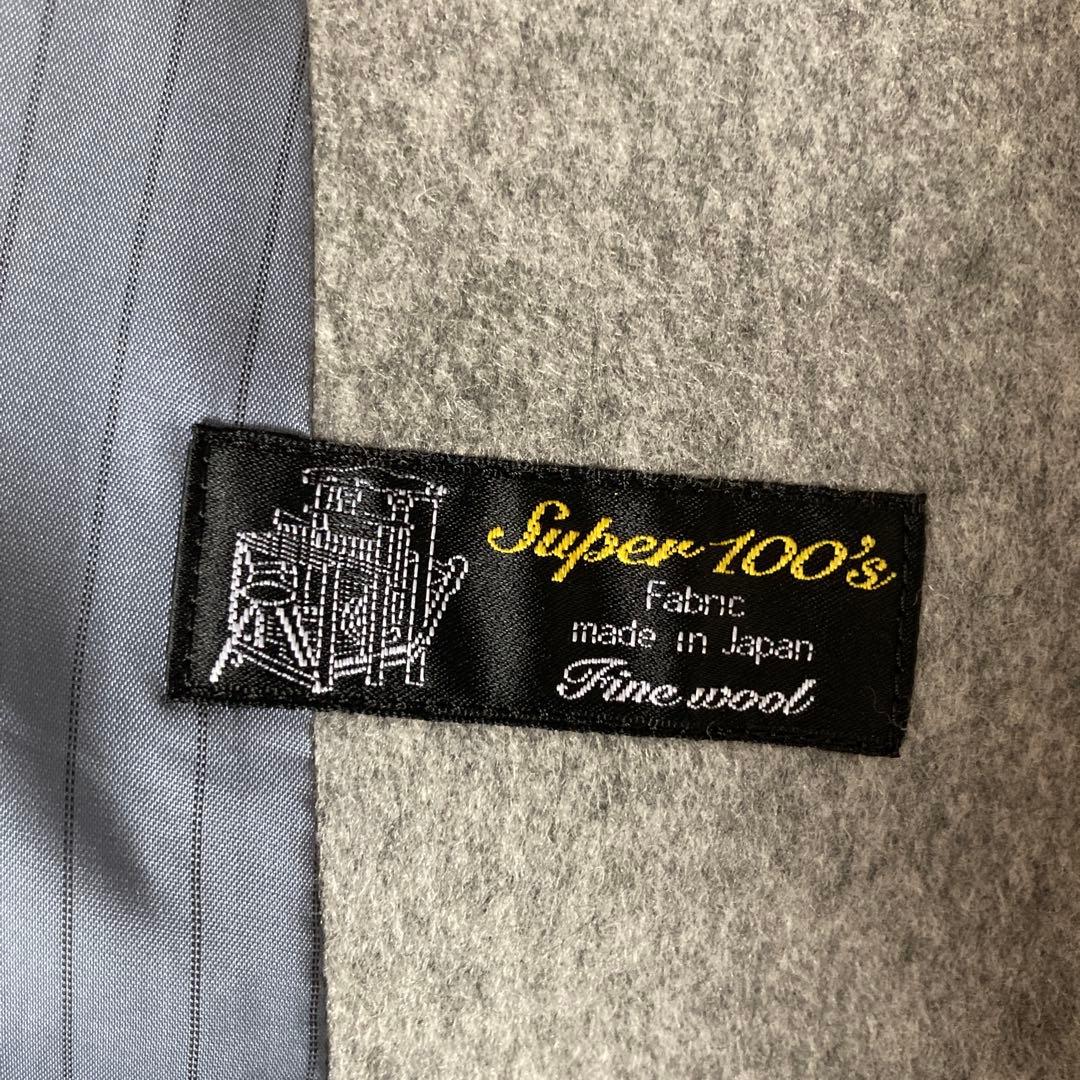 Super 100's
Fabric
made in Japan
Fine wool